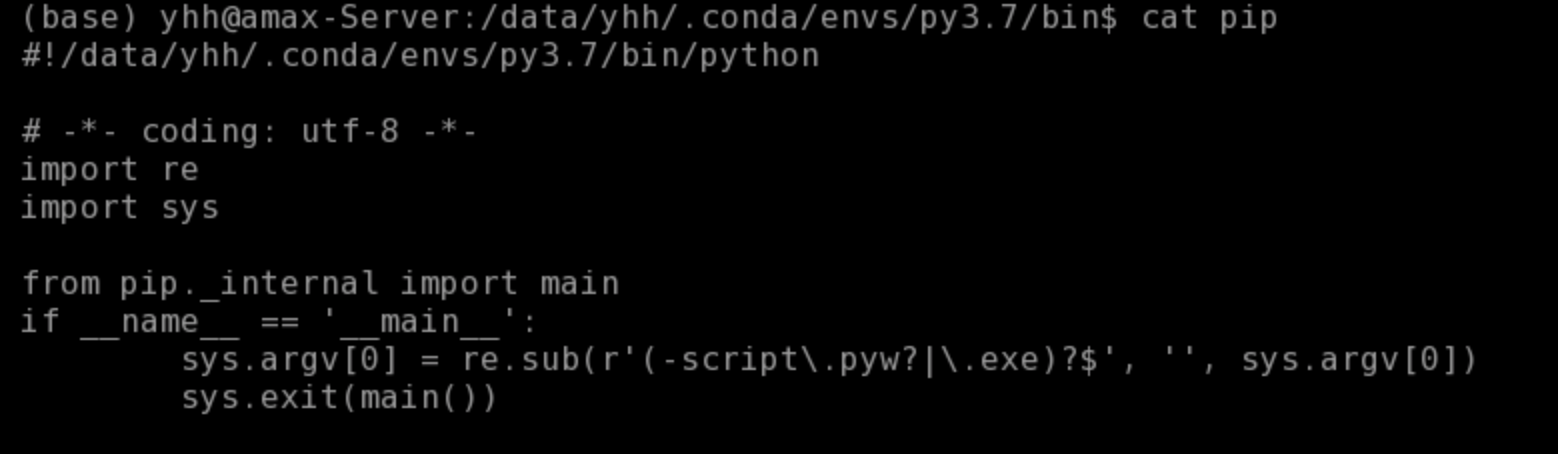 (base) yhh@amax-Server:/data/yhh/.conda/envs/py3.7/bin$ cat pip
#!/data/yhh/.conda/envs/py3.7/bin/python
# -*- coding: utf-8 -*-
import re
import sys
from pip._internal import main
if __name__ == '__main__':
        sys.argv[0] = re.sub(r'(-script\.pyw?|\.exe)?$', '', sys.argv[0])
        sys.exit(main())